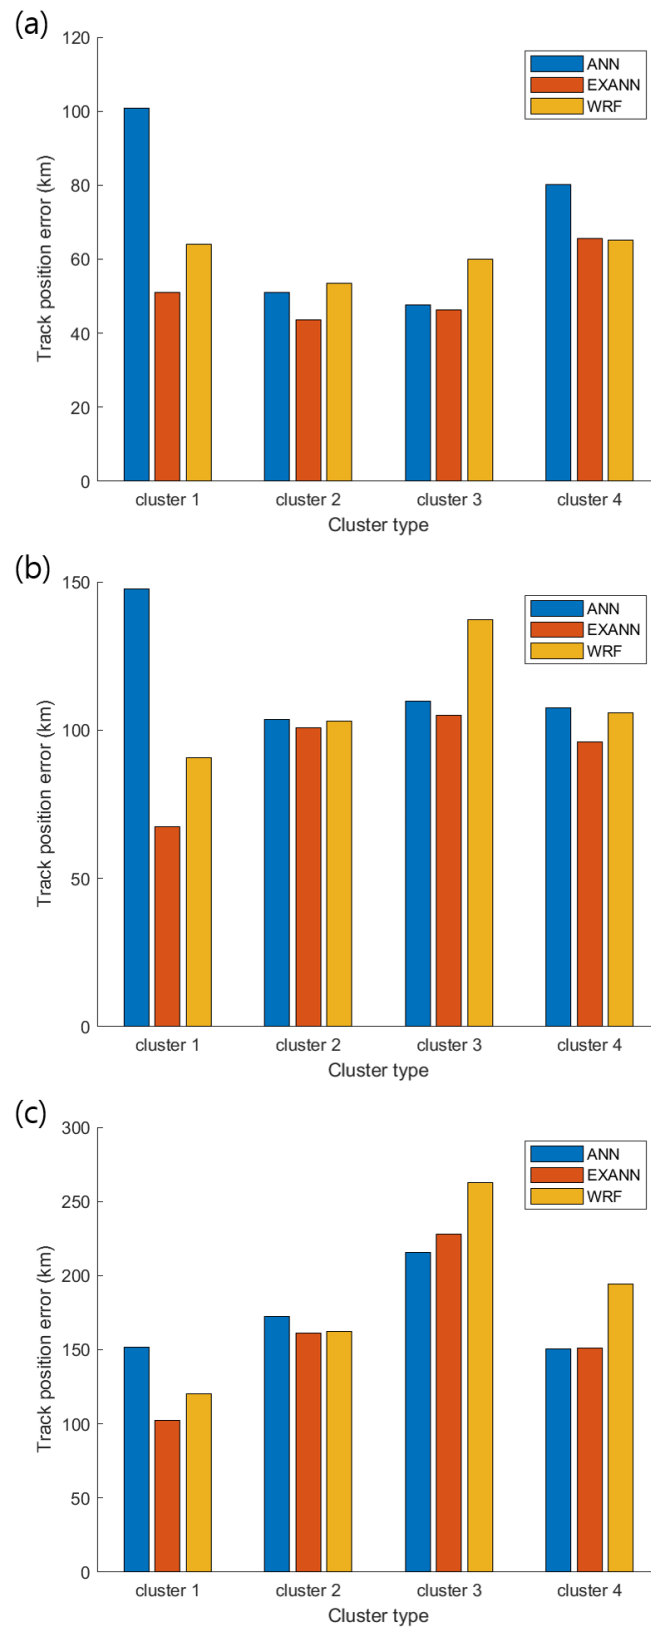 (a)
Track position error (km)
120
100
80
60
40
20
0
ANN
EXANN
WRF
cluster 1
cluster 2
cluster 3
cluster 4
Cluster type
(b)
Track position error (km)
150
100
50
0
ANN
EXANN
WRF
cluster 1
cluster 2
cluster 3
cluster 4
Cluster type
(c)
Track position error (km)
300
250
200
150
100
50
0
ANN
EXANN
WRF
cluster 1
cluster 2
cluster 3
cluster 4
Cluster type